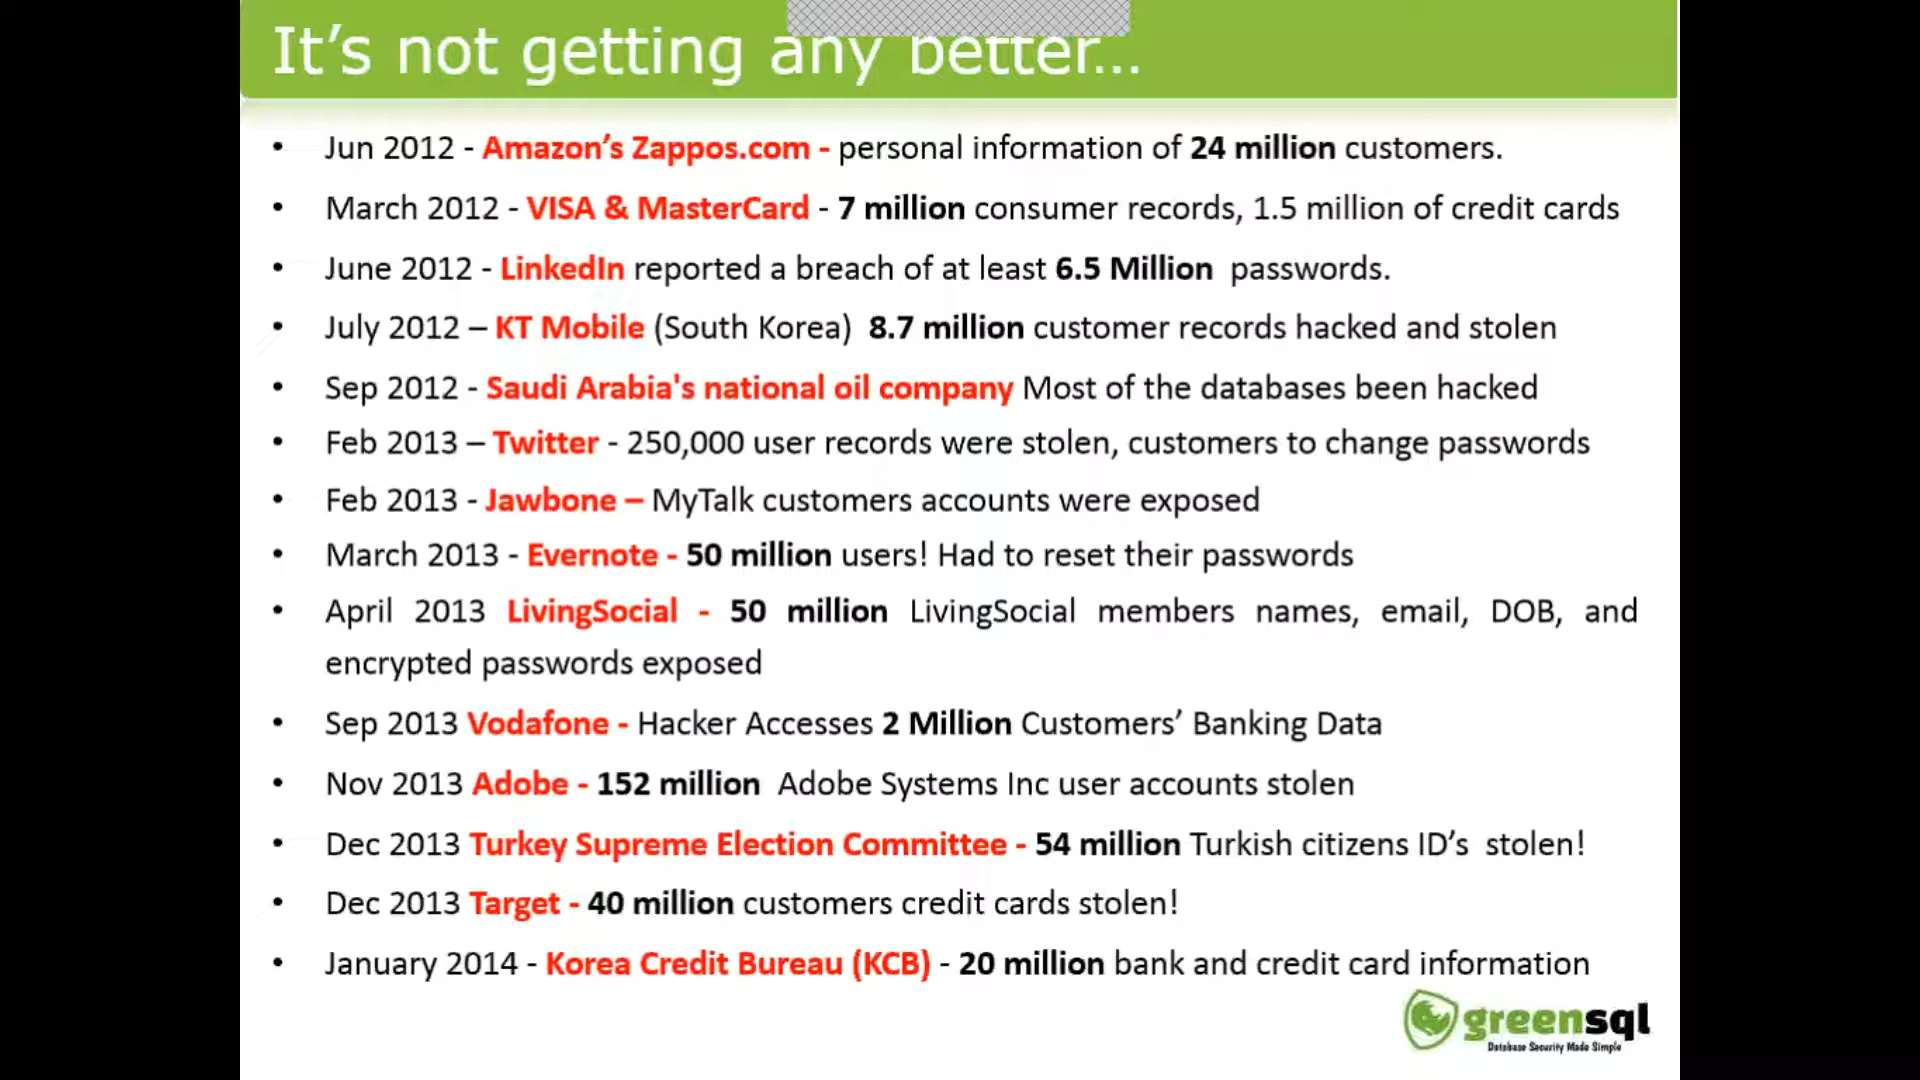 It's not getting any better...
• Jun 2012 - Amazon's Zappos.com - personal information of 24 million customers.
• March 2012 - VISA & MasterCard - 7 million consumer records, 1.5 million of credit cards
• June 2012 - LinkedIn reported a breach of at least 6.5 Million passwords.
• July 2012 – KT Mobile (South Korea) 8.7 million customer records hacked and stolen
• Sep 2012 - Saudi Arabia's national oil company Most of the databases been hacked
• Feb 2013 – Twitter - 250,000 user records were stolen, customers to change passwords
• Feb 2013 - Jawbone – MyTalk customers accounts were exposed
• March 2013 - Evernote - 50 million users! Had to reset their passwords
• April 2013 LivingSocial - 50 million LivingSocial members names, email, DOB, and
encrypted passwords exposed
• Sep 2013 Vodafone - Hacker Accesses 2 Million Customers' Banking Data
• Nov 2013 Adobe - 152 million Adobe Systems Inc user accounts stolen
• Dec 2013 Turkey Supreme Election Committee - 54 million Turkish citizens ID's stolen!
• Dec 2013 Target - 40 million customers credit cards stolen!
• January 2014 - Korea Credit Bureau (KCB) - 20 million bank and credit card information
greensql
Database Security Made Simple